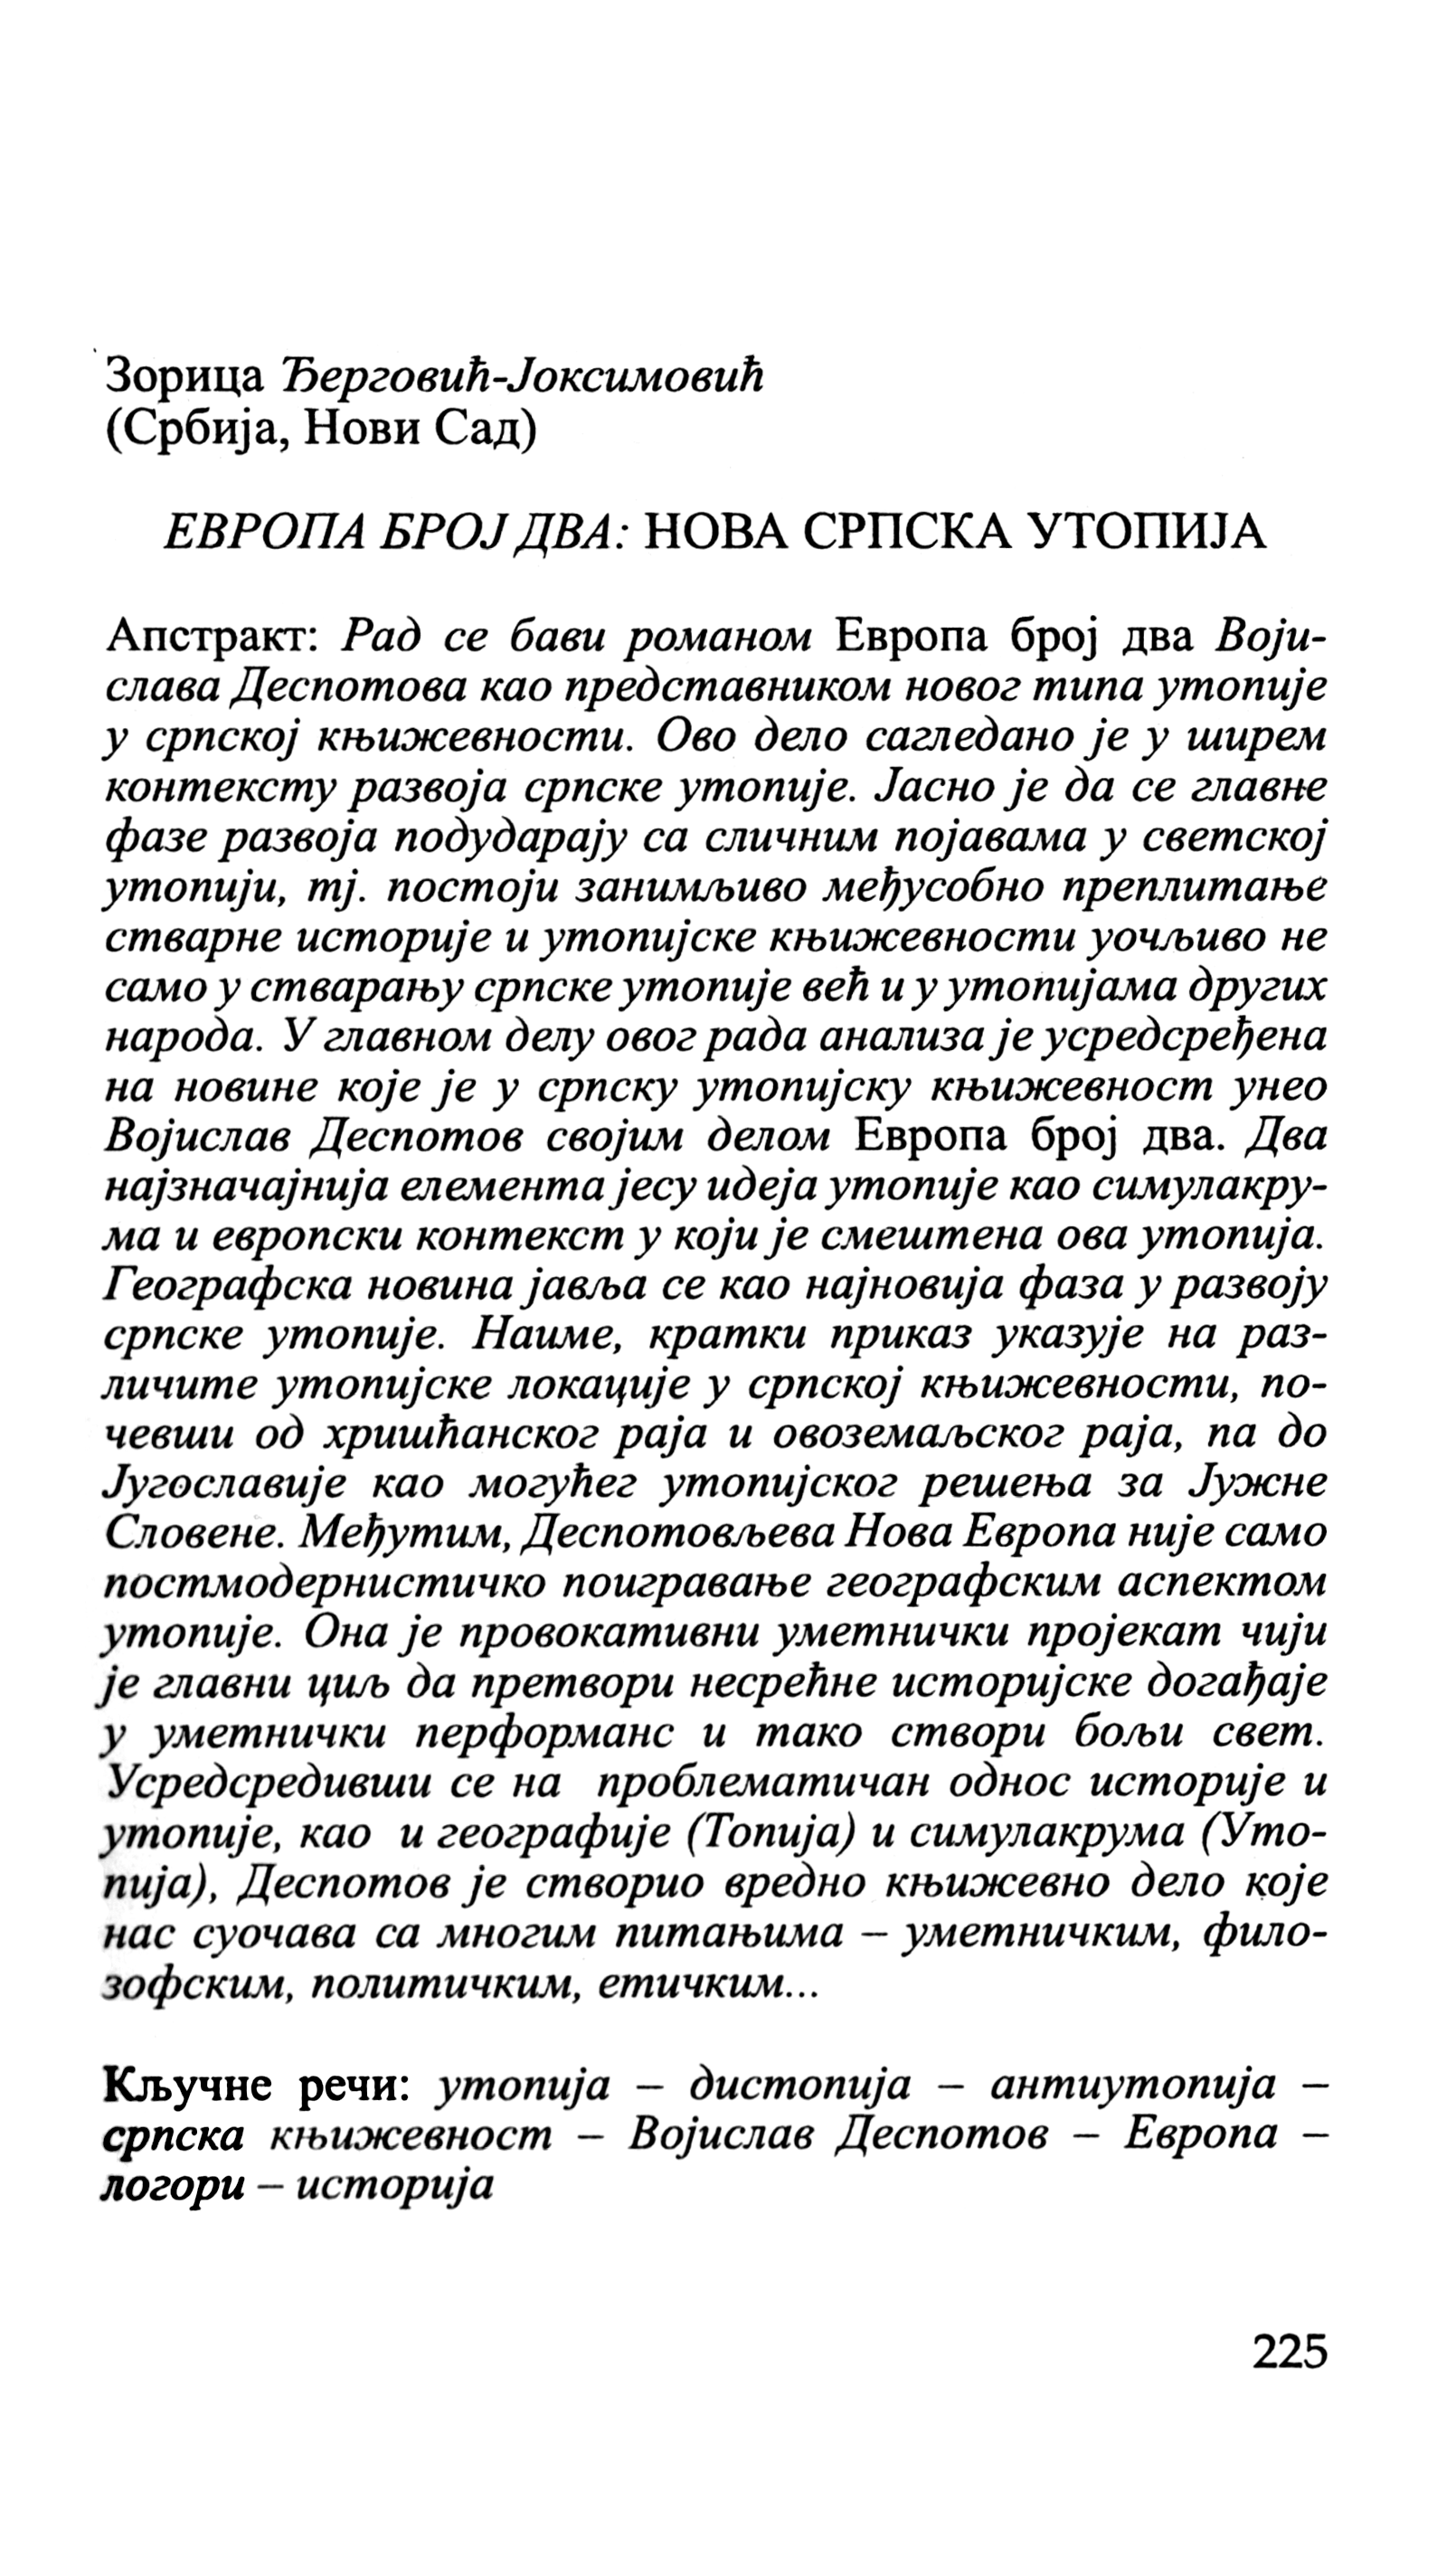 Зорица Ђерговић-Јоксимовић
(Србија, Нови Сад)
ЕВРОПА БРОЈ ДВА: НОВА СРПСКА УТОПИЈА
Апстракт: Рад се бави романом Европа број два Воји-
слава Деспотова као представником новог типа утопије
у српској књижевности. Ово дело сагледано је у ширем
контексту развоја српске утопије. Јасно је да се главне
фазе развоја подударају са сличним појавама у светској
утопији, тј. постоји занимљиво међусобно преплитање
стварне историје и утопијске књижевности уочљиво не
само у стварању српске утопије већ и у утопијама других
народа. У главном делу овог рада анализа је усредсређена
на новине које је у српску утопијску књижевност унео
Војислав Деспотов својим делом Европа број два. Два
најзначајнија елемента јесу идеја утопије као симулакру-
ма и европски контекст у који је смештена ова утопија.
Географска новина јавља се као најновија фаза у развоју
српске утопије. Наиме, кратки приказ указује на раз-
личите утопијске локације у српској књижевности, по-
чевши од хришћанског раја и овоземаљског раја, па до
Југославије као могућег утопијског решења за Јужне
Словене. Међутим, Деспотовљева Нова Европа није само
постмодернистичко поигравање географским аспектом
утопије. Она је провокативни уметнички пројекат чији
је главни циљ да претвори несрећне историјске догађаје
у уметнички перформанс и тако створи бољи свет.
Усредсредивши се на проблематичан однос историје и
утопије, као и географије (Топија) и симулакрума (Уто-
пија), Деспотов је створио вредно књижевно дело које
нас суочава са многим питањима – уметничким, фило-
зофским, политичким, етичким...
Кључне речи: утопија – дистопија – антиутопија –
српска књижевност – Војислав Деспотов – Европа –
логори – историја
225